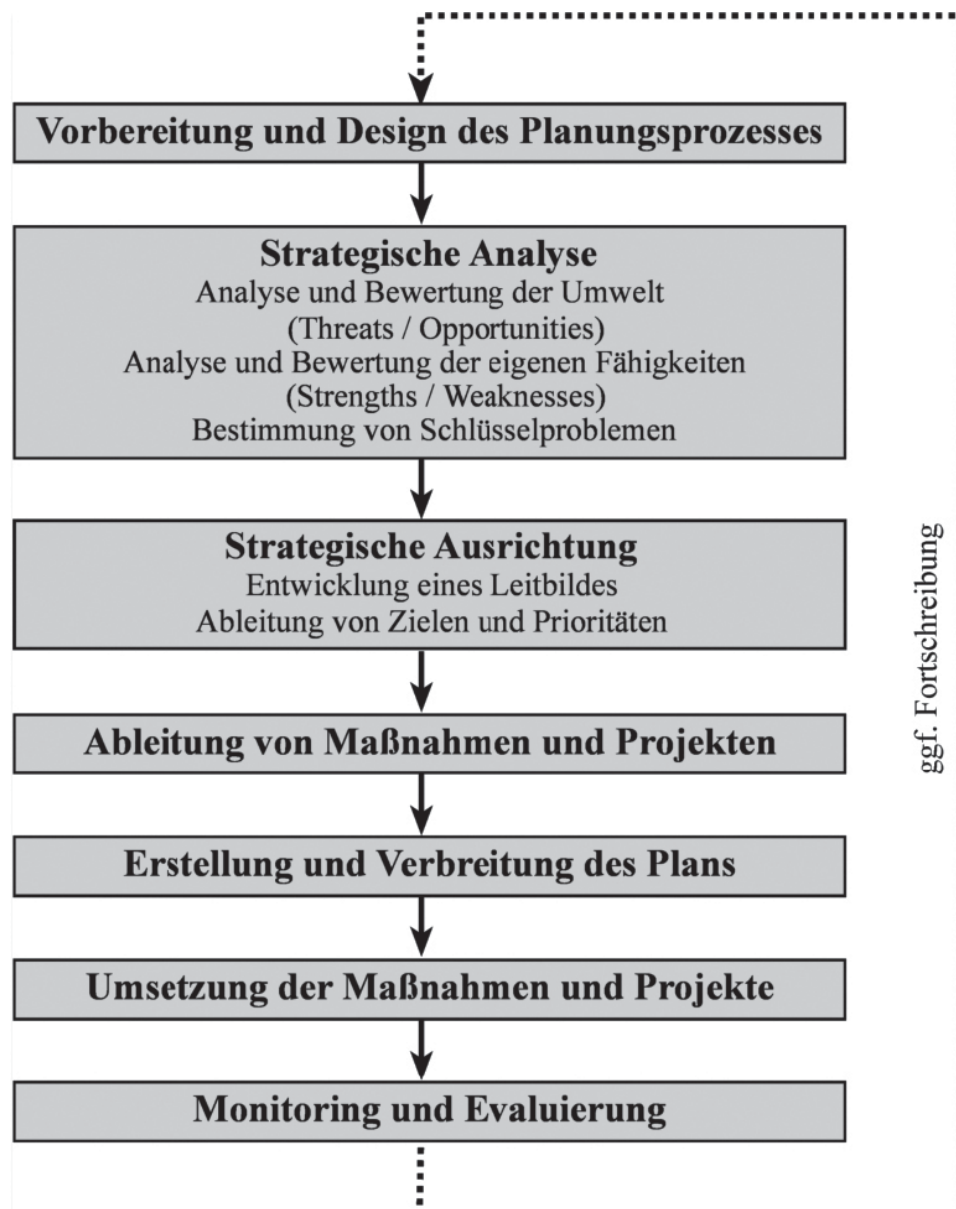 Vorbereitung und Design des Planungsprozesses
Strategische Analyse
Analyse und Bewertung der Umwelt
(Threats / Opportunities)
Analyse und Bewertung der eigenen Fähigkeiten
(Strengths / Weaknesses)
Bestimmung von Schlüsselproblemen
Strategische Ausrichtung
Entwicklung eines Leitbildes
Ableitung von Zielen und Prioritäten
Ableitung von Maßnahmen und Projekten
Erstellung und Verbreitung des Plans
Umsetzung der Maßnahmen und Projekte
Monitoring und Evaluierung
ggf. Fortschreibung